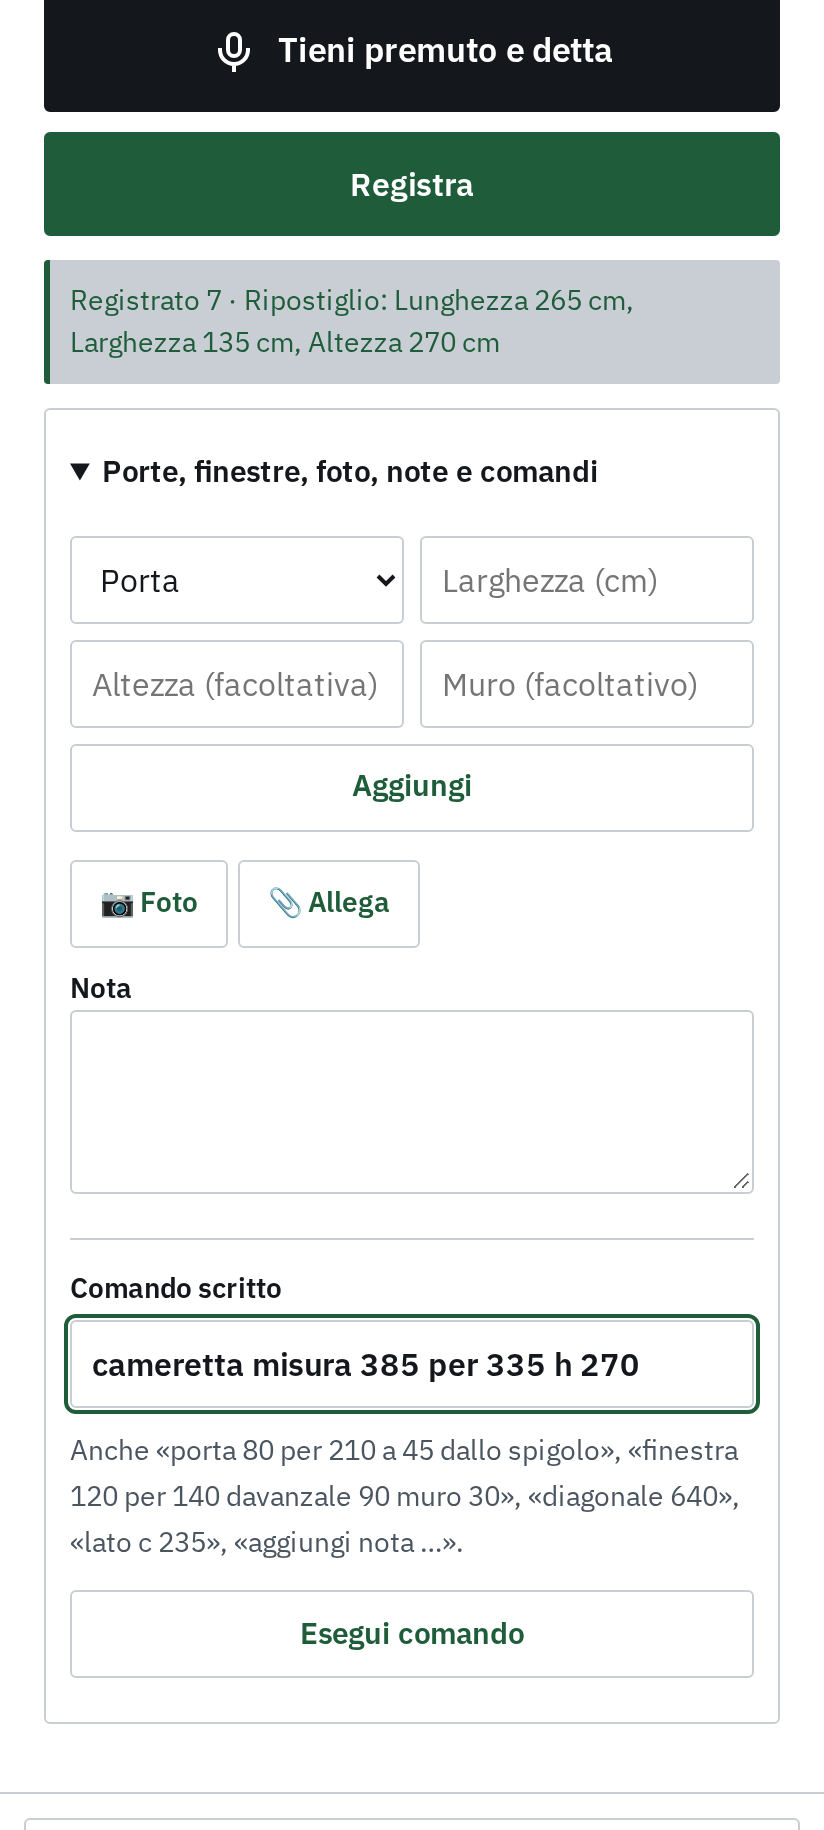 Tieni premuto e detta
Registra
Registrato 7 · Ripostiglio: Lunghezza 265 cm,
Larghezza 135 cm, Altezza 270 cm
▼ Porte, finestre, foto, note e comandi
Porta
Larghezza (cm)
Altezza (facoltativa)
Muro (facoltativo)
Aggiungi
📷 Foto
📎 Allega
Nota
Comando scritto
cameretta misura 385 per 335 h 270
Anche «porta 80 per 210 a 45 dallo spigolo», «finestra
120 per 140 davanzale 90 muro 30», «diagonale 640»,
«lato c 235», «aggiungi nota ...».
Esegui comando